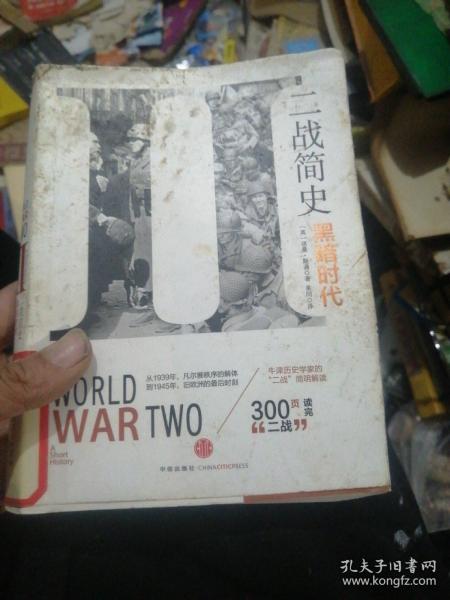 二战简史
黑暗时代
WORLD
WAR TWO
A
Short
History
从1939年，凡尔赛秩序的解体
到1945年，旧欧洲的最后时刻
牛津历史学家的
“二战”简明解读
300页 读完
“二战”
中信出版社·CHINACITICPRESS
孔夫子旧书网
www.kongfz.com